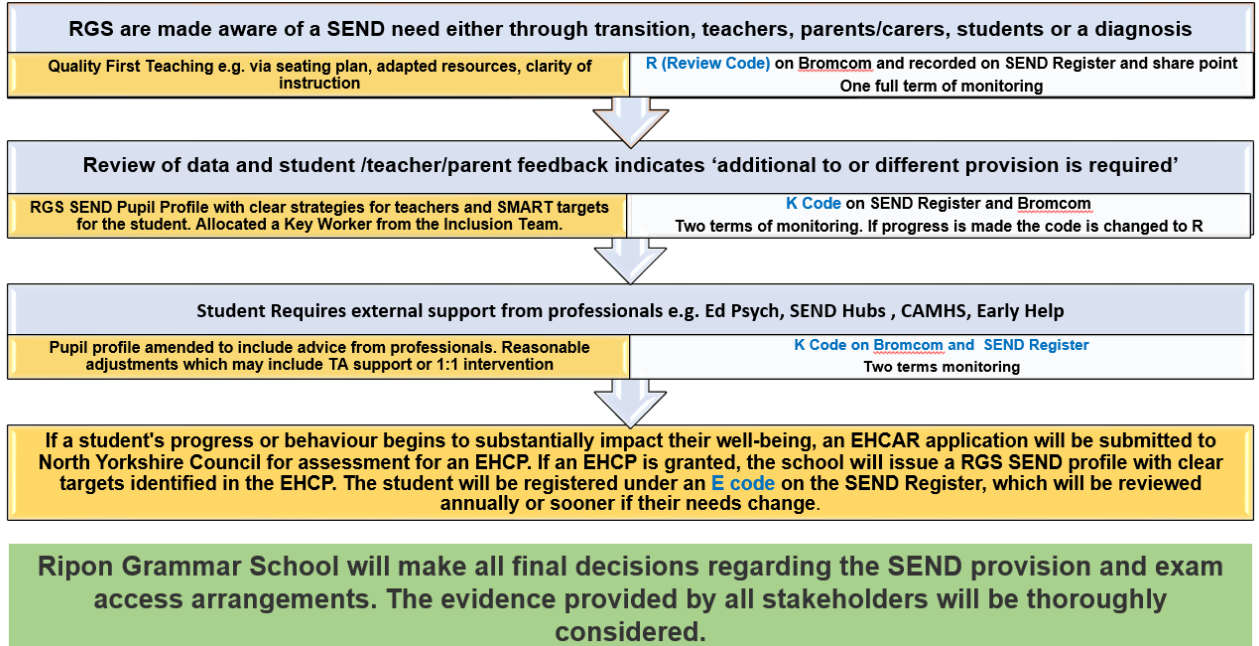 RGS are made aware of a SEND need either through transition, teachers, parents/carers, students or a diagnosis
Quality First Teaching e.g. via seating plan, adapted resources, clarity of
instruction
R (Review Code) on Bromcom and recorded on SEND Register and share point
One full term of monitoring
Review of data and student /teacher/parent feedback indicates ‘additional to or different provision is required’
RGS SEND Pupil Profile with clear strategies for teachers and SMART targets
for the student. Allocated a Key Worker from the Inclusion Team.
K Code on SEND Register and Bromcom
Two terms of monitoring. If progress is made the code is changed to R
Student Requires external support from professionals e.g. Ed Psych, SEND Hubs , CAMHS, Early Help
Pupil profile amended to include advice from professionals. Reasonable
adjustments which may include TA support or 1:1 intervention
K Code on Bromcom and SEND Register
Two terms monitoring
If a student's progress or behaviour begins to substantially impact their well-being, an EHCAR application will be submitted to
North Yorkshire Council for assessment for an EHCP. If an EHCP is granted, the school will issue a RGS SEND profile with clear
targets identified in the EHCP. The student will be registered under an E code on the SEND Register, which will be reviewed
annually or sooner if their needs change.
Ripon Grammar School will make all final decisions regarding the SEND provision and exam
access arrangements. The evidence provided by all stakeholders will be thoroughly
considered.